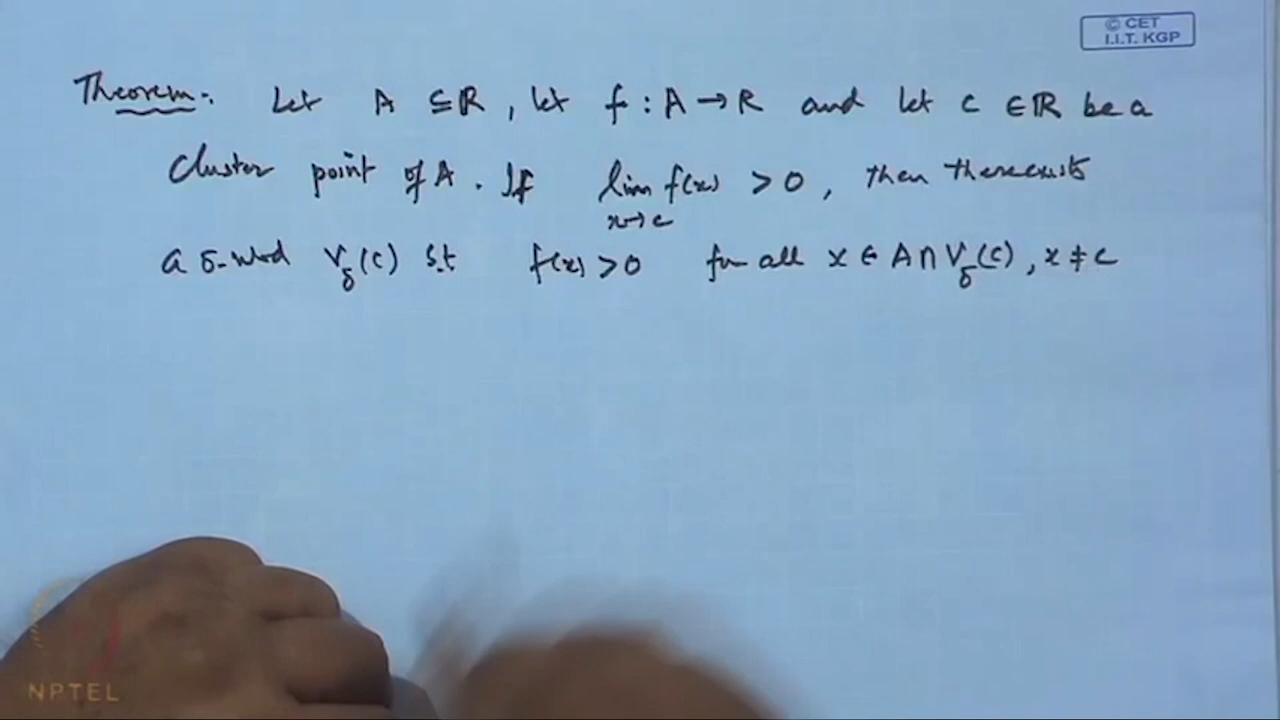 © CET
I.I.T. KGP
Theorem. Let A ⊆ ℝ, let f : A → R and let c ∈ ℝ be a
cluster point of A. If lim f(x) > 0, then there exists
x→c
a δ-nbd V_δ(c) s.t f(x) > 0 for all x ∈ A ∩ V_δ(c), x ≠ c
NPTEL